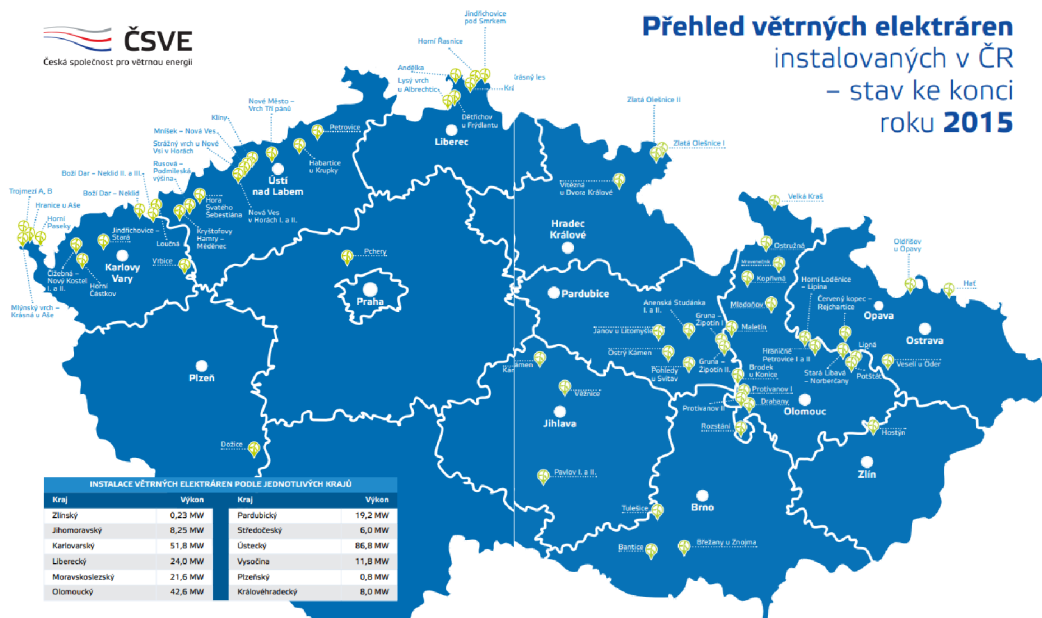 ČSVE
Česká společnost pro větrnou energii
Přehled větrných elektráren
instalovaných v ČR
– stav ke konci
roku 2015
Jindřichovice
pod Smrkem
Horní Řasnice
Andělka
Lysý vrch
u Albrechtic
Krásný les
Dětřichov
u Frýdlantu
Liberec
Nové Město –
Vrch Tří pánů
Klíny
Mníšek – Nová Ves
Strážný vrch u Nové
Vsi v Horách
Rusová –
Podmileská
výšina
Petrovice
Habartice
u Krupky
Ústí
nad Labem
Nová Ves
v Horách I. a II.
Hora
Svatého
Šebestiána
Kryštofovy
Hamry –
Měděnec
Boží Dar – Neklid II. a III.
Boží Dar – Neklid
Loučná
Trojmezí A, B
Hranice u Aše
Horní
Paseky
Jindřichovice –
Stará
Karlovy
Vary
Čižebná –
Nový Kostel
I. a II.
Horní
Částkov
Mlýnský vrch –
Krásná u Aše
Vrbice
Pchery
Praha
Plzeň
Dožice
Zlatá Olešnice II
Zlatá Olešnice I
Vítězná
u Dvora Králové
Hradec
Králové
Pardubice
Velká Kraš
Ostružná
Kopřivná
Mladoňov
Maletín
Oldřišov
u Opavy
Hať
Opava
Ostrava
Horní Loděnice
– Lipina
Červený kopec –
Rejchartice
Lipná
Potštát
Veselí u Oder
Stará Libavá
– Norberčany
Hraničné
Petrovice I a II
Anenská Studánka
I. a II.
Gruna –
Žipotín I
Gruna –
Žipotín II.
Janov u Litomyšle
Ostrý Kámen
Pohledy
u Svitav
Brodek
u Konice
Protivanov I
Protivanov II
Drahany
Rozstání
Olomouc
Hostýn
Zlín
Kámen
Věžnice
Jihlava
Pavlov I. a II.
Tulešice
Bantice
Břežany u Znojma
Brno
INSTALACE VĚTRNÝCH ELEKTRÁREN PODLE JEDNOTLIVÝCH KRAJŮ
Kraj Výkon Kraj Výkon
Zlínský 0,23 MW Pardubický 19,2 MW
Jihomoravský 8,25 MW Středočeský 6,0 MW
Karlovarský 51,8 MW Ústecký 86,8 MW
Liberecký 24,0 MW Vysočina 11,8 MW
Moravskoslezský 21,6 MW Plzeňský 0,8 MW
Olomoucký 42,6 MW Královéhradecký 8,0 MW